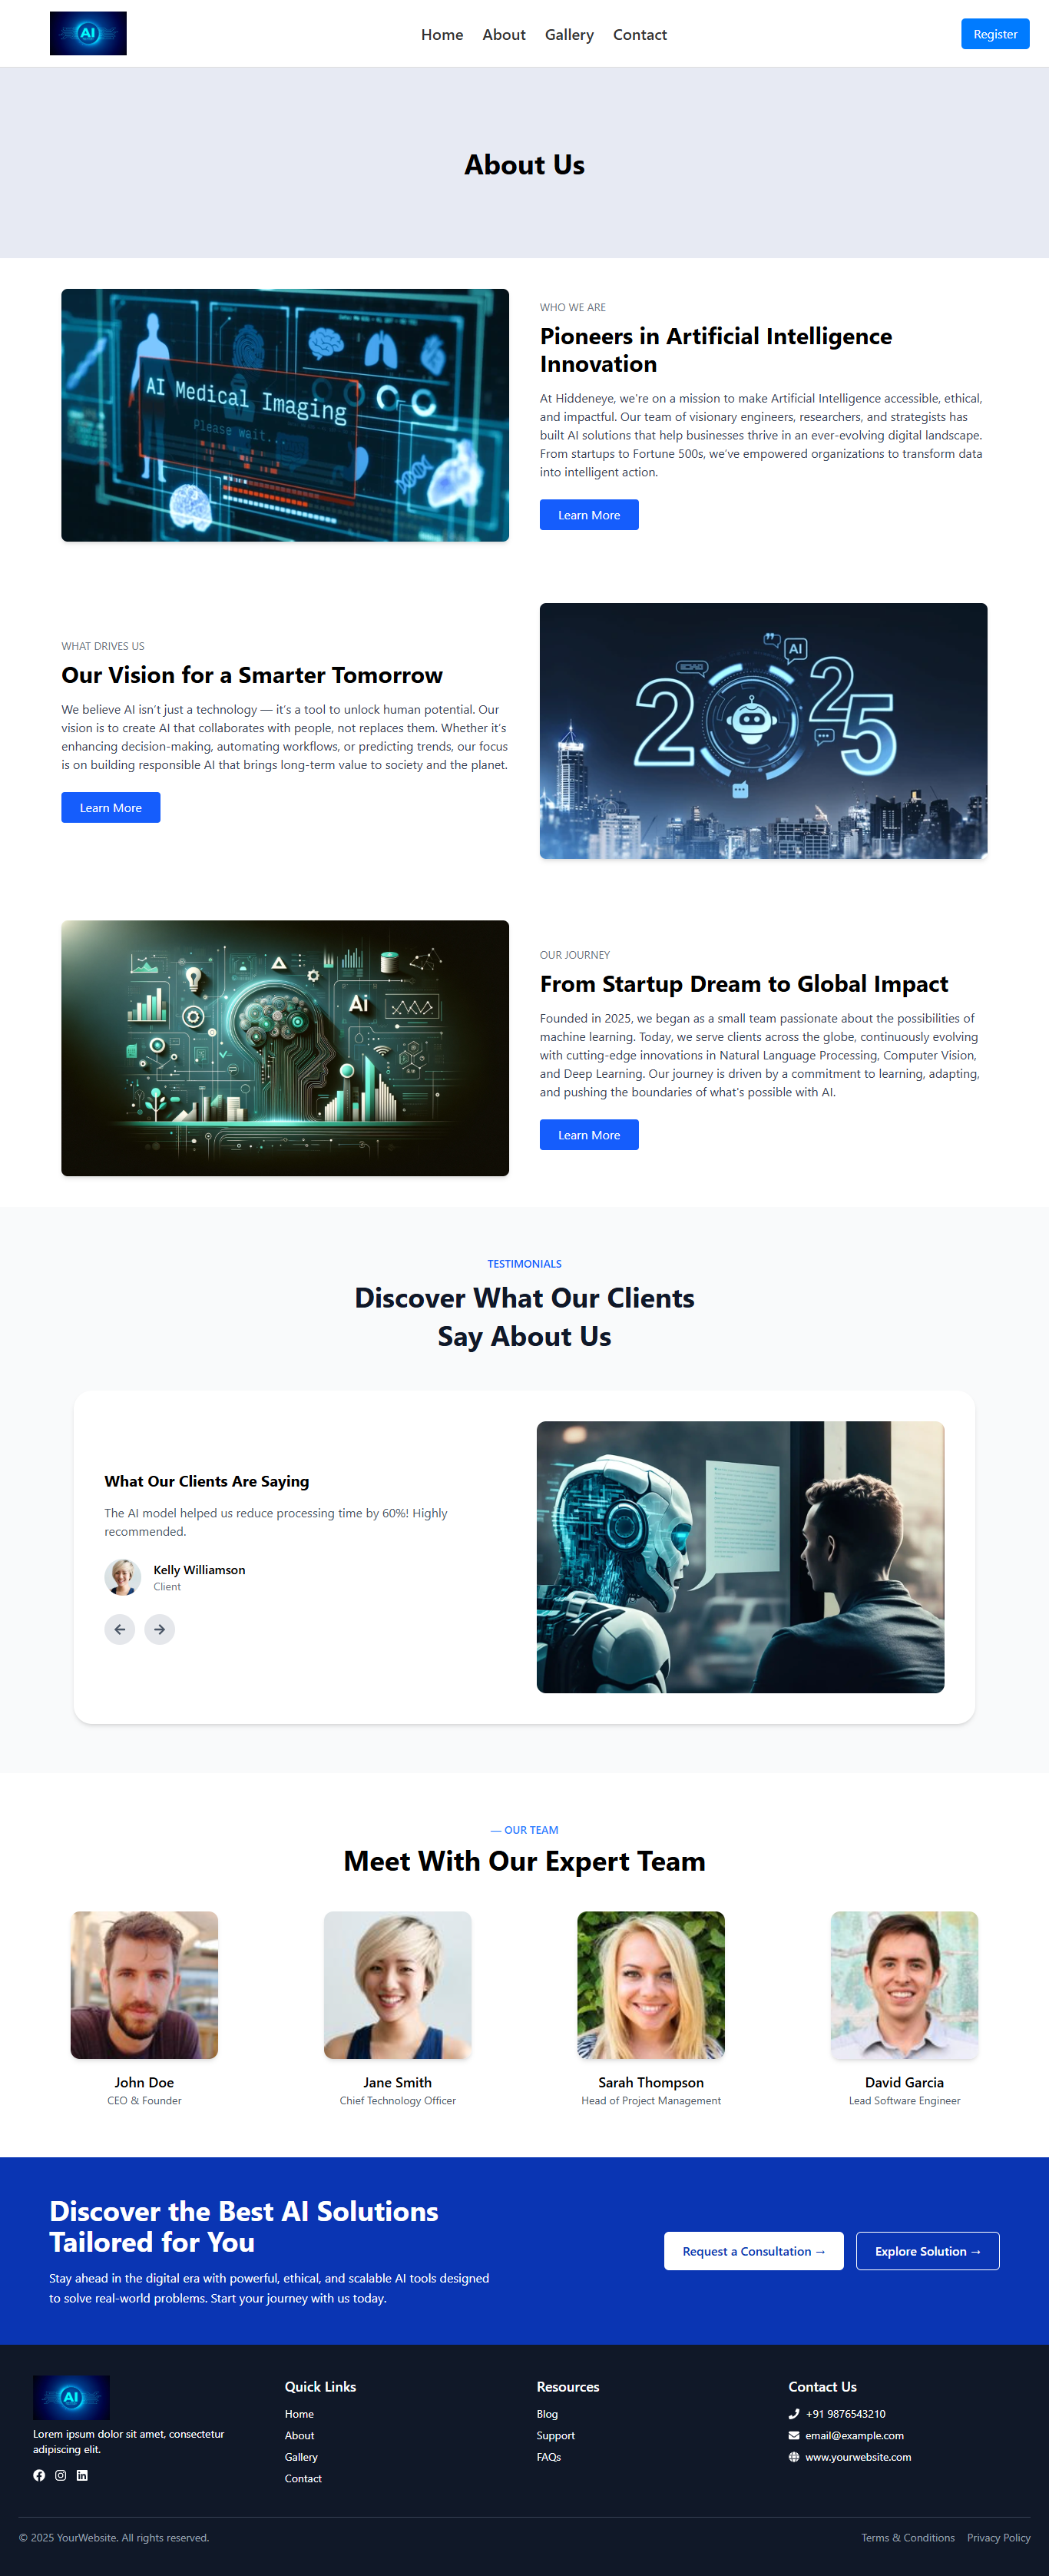 AI
Home About Gallery Contact
Register
About Us
AI Medical Imaging
Please wait...
WHO WE ARE
Pioneers in Artificial Intelligence
Innovation
At Hiddeneye, we're on a mission to make Artificial Intelligence accessible, ethical,
and impactful. Our team of visionary engineers, researchers, and strategists has
built AI solutions that help businesses thrive in an ever-evolving digital landscape.
From startups to Fortune 500s, we've empowered organizations to transform data
into intelligent action.
Learn More
WHAT DRIVES US
Our Vision for a Smarter Tomorrow
We believe AI isn't just a technology — it's a tool to unlock human potential. Our
vision is to create AI that collaborates with people, not replaces them. Whether it's
enhancing decision-making, automating workflows, or predicting trends, our focus
is on building responsible AI that brings long-term value to society and the planet.
Learn More
AI
2025
Ai
OUR JOURNEY
From Startup Dream to Global Impact
Founded in 2025, we began as a small team passionate about the possibilities of
machine learning. Today, we serve clients across the globe, continuously evolving
with cutting-edge innovations in Natural Language Processing, Computer Vision,
and Deep Learning. Our journey is driven by a commitment to learning, adapting,
and pushing the boundaries of what's possible with AI.
Learn More
TESTIMONIALS
Discover What Our Clients
Say About Us
What Our Clients Are Saying
The AI model helped us reduce processing time by 60%! Highly
recommended.
Kelly Williamson
Client
— OUR TEAM
Meet With Our Expert Team
John Doe
CEO & Founder
Jane Smith
Chief Technology Officer
Sarah Thompson
Head of Project Management
David Garcia
Lead Software Engineer
Discover the Best AI Solutions
Tailored for You
Stay ahead in the digital era with powerful, ethical, and scalable AI tools designed
to solve real-world problems. Start your journey with us today.
Request a Consultation →
Explore Solution →
AI
Lorem ipsum dolor sit amet, consectetur
adipiscing elit.
Quick Links
Home
About
Gallery
Contact
Resources
Blog
Support
FAQs
Contact Us
+91 9876543210
email@example.com
www.yourwebsite.com
© 2025 YourWebsite. All rights reserved.
Terms & Conditions Privacy Policy